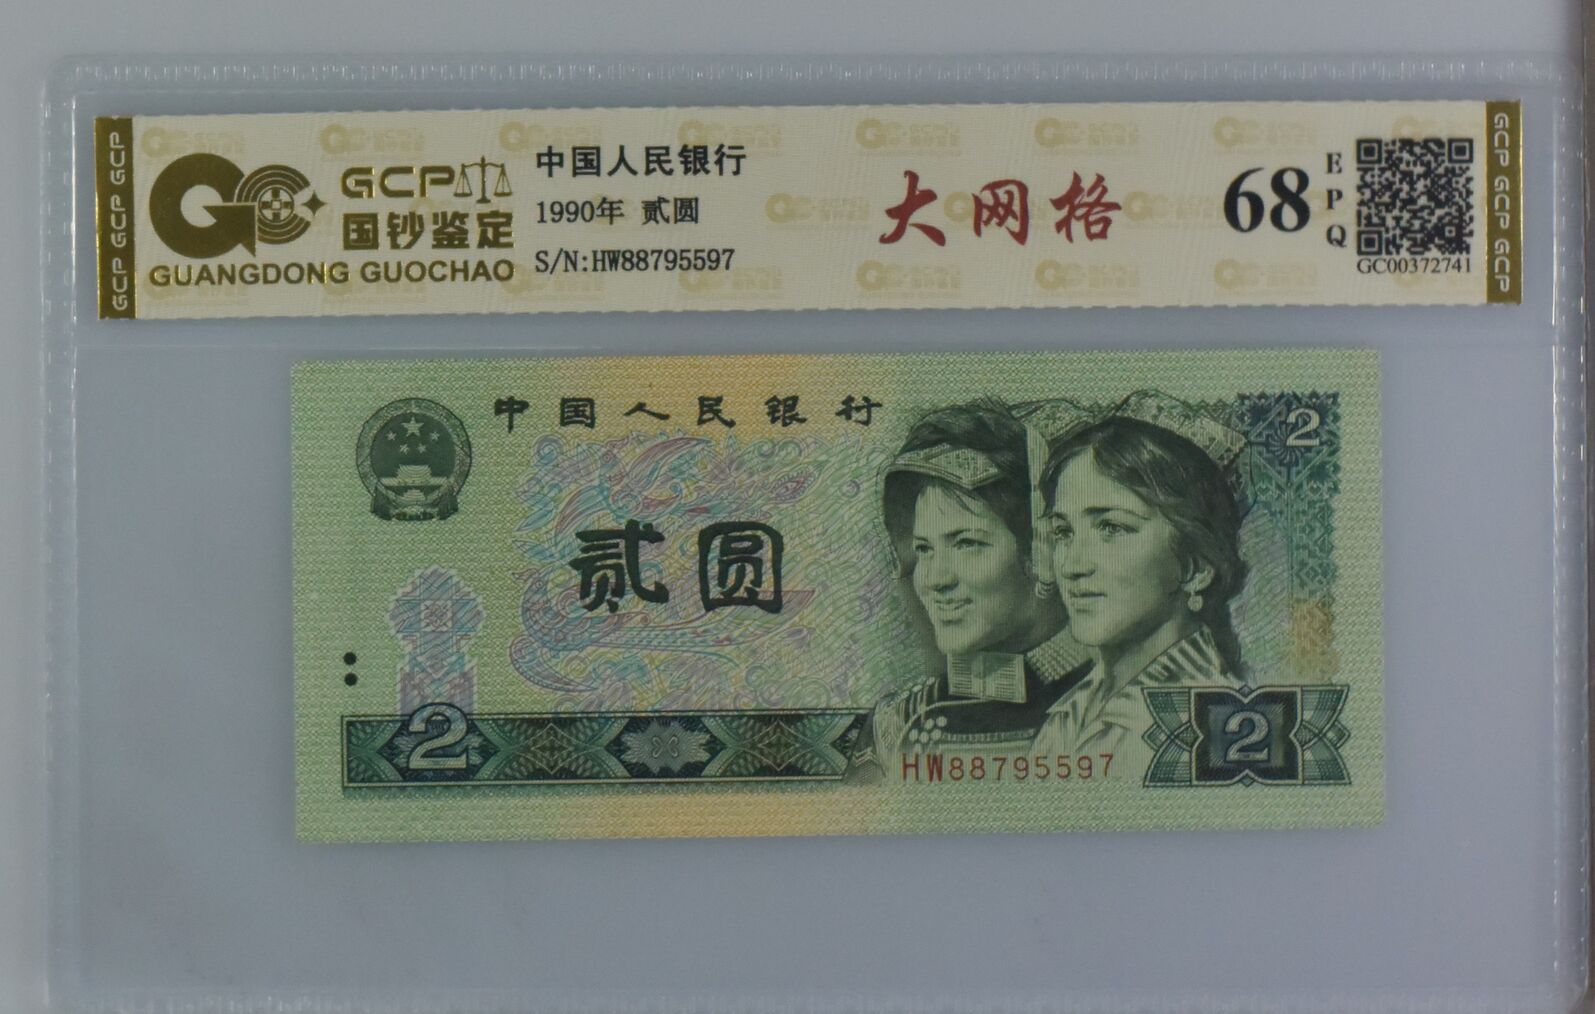 GCP
国钞鉴定
GUANGDONG GUOCHAO
中国人民银行
1990年 贰圆
S/N:HW88795597
大网格
68
EPQ
GC00372741
GCP GCP GCP
GCP GCP GCP
中国人民银行
2
贰圆
2
HW88795597
2